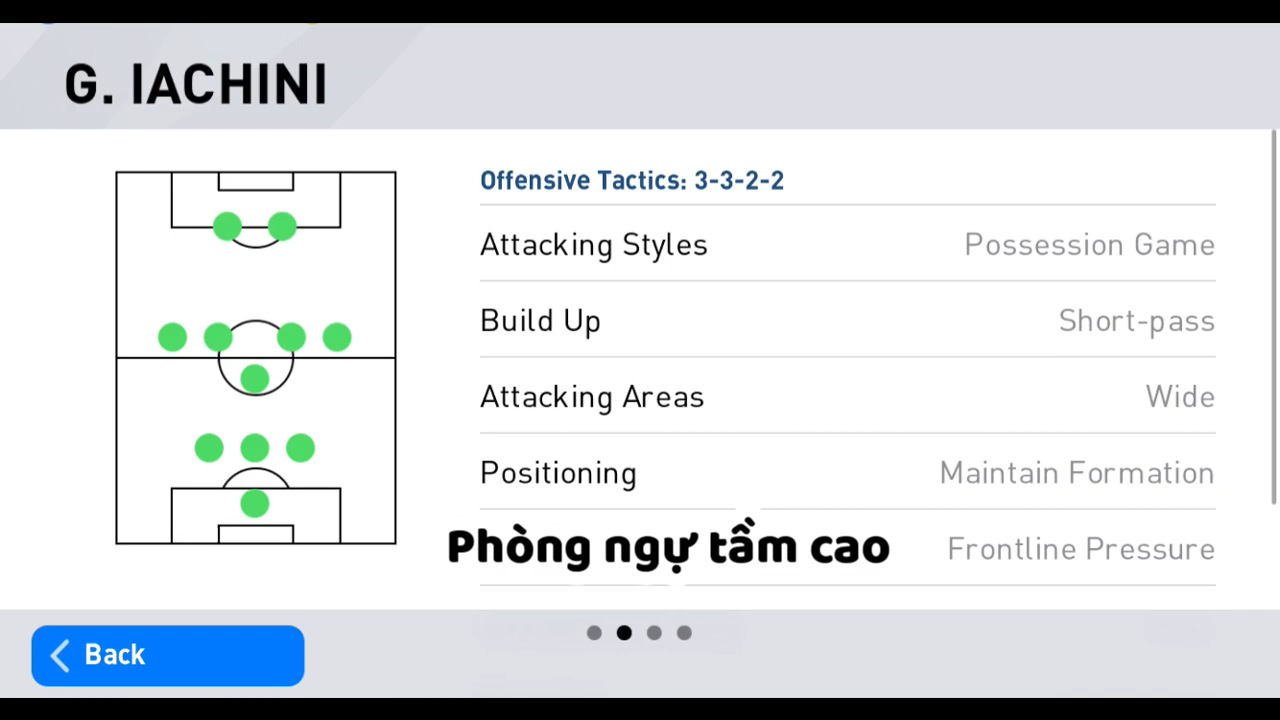 G. IACHINI
Offensive Tactics: 3-3-2-2
Attacking Styles Possession Game
Build Up Short-pass
Attacking Areas Wide
Positioning Maintain Formation
Phòng ngự tầm cao Frontline Pressure
Back